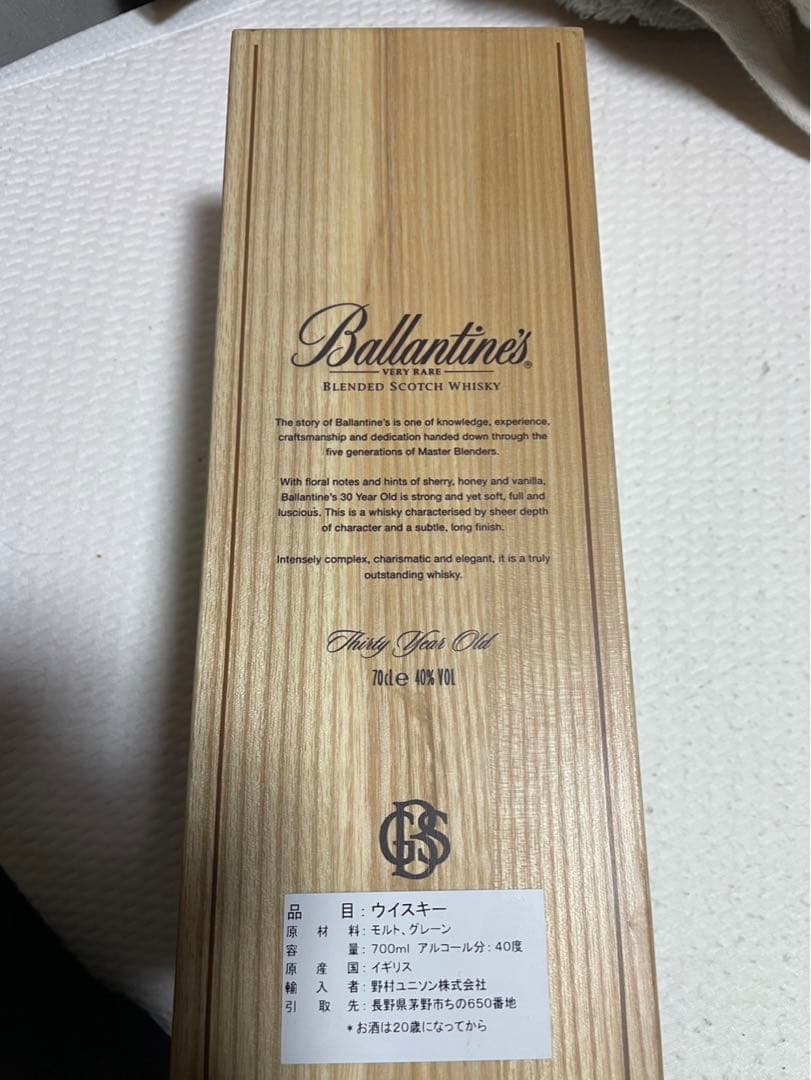 Ballantine's®
VERY RARE
BLENDED SCOTCH WHISKY
The story of Ballantine's is one of knowledge, experience,
craftsmanship and dedication handed down through the
five generations of Master Blenders.
With floral notes and hints of sherry, honey and vanilla,
Ballantine's 30 Year Old is strong and yet soft, full and
luscious. This is a whisky characterised by sheer depth
of character and a subtle, long finish.
Intensely complex, charismatic and elegant, it is a truly
outstanding whisky.
Thirty Year Old
70cl e 40% VOL
GBS
品目:ウイスキー
原材料:モルト、グレーン
容量:700ml アルコール分:40度
原産国:イギリス
輸入者:野村ユニソン株式会社
引取先:長野県茅野市ちの650番地
*お酒は20歳になってから